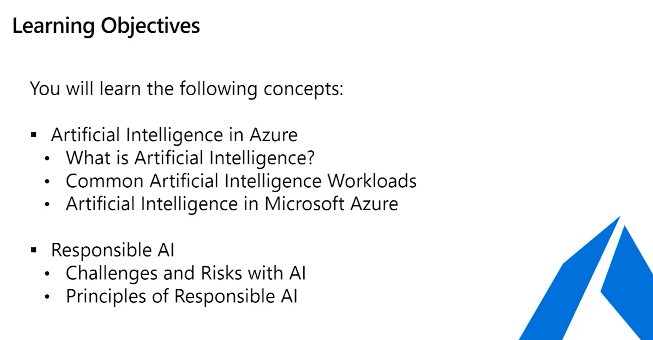 Learning Objectives
You will learn the following concepts:
▪ Artificial Intelligence in Azure
• What is Artificial Intelligence?
• Common Artificial Intelligence Workloads
• Artificial Intelligence in Microsoft Azure
▪ Responsible AI
• Challenges and Risks with AI
• Principles of Responsible AI